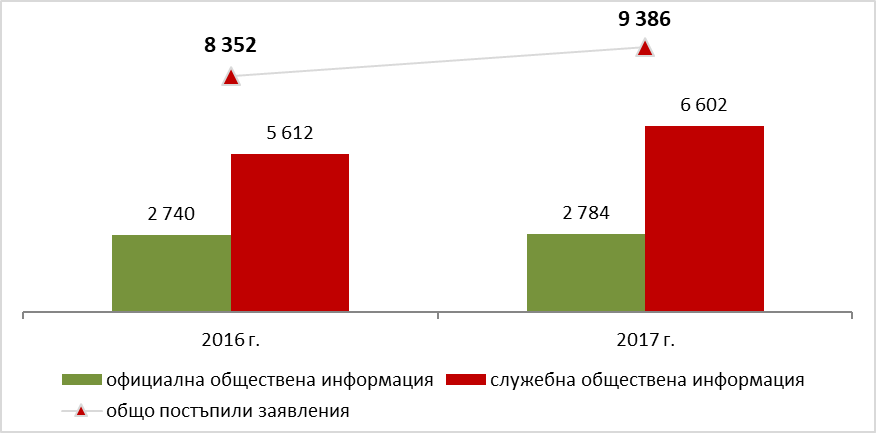 9 386
8 352
6 602
5 612
2 740
2 784
2016 г.
2017 г.
официална обществена информация
служебна обществена информация
общо постъпили заявления